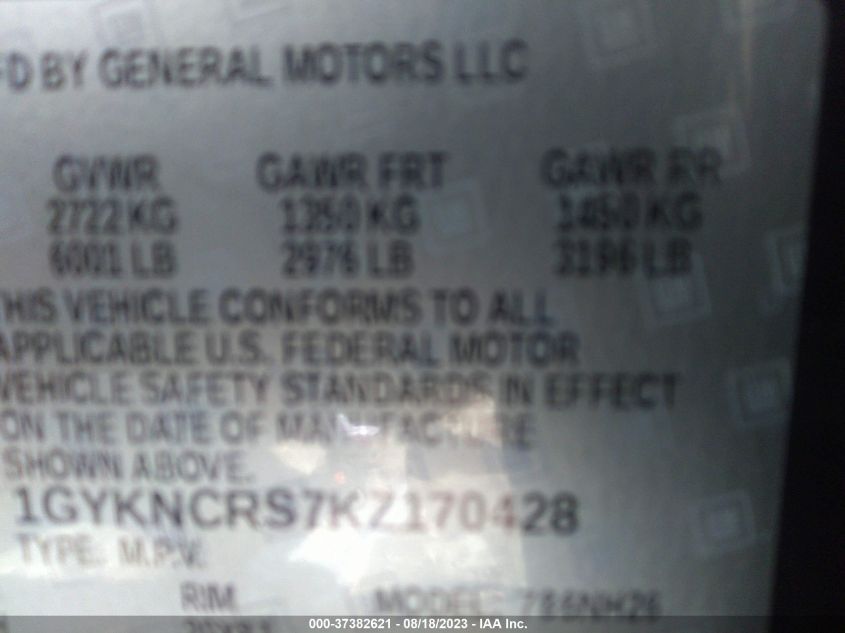 FD BY GENERAL MOTORS LLC
GVWR GAWR FRT GAWR RR
2722 KG 1350 KG 1450 KG
6001 LB 2976 LB 3196 LB
THIS VEHICLE CONFORMS TO ALL
APPLICABLE U.S. FEDERAL MOTOR
VEHICLE SAFETY STANDARDS IN EFFECT
ON THE DATE OF MANUFACTURE
SHOWN ABOVE.
1GYKNCRS7KZ170428
TYPE: M.P.V.
RIM MODEL:
000-37382621 - 08/18/2023 - IAA Inc.